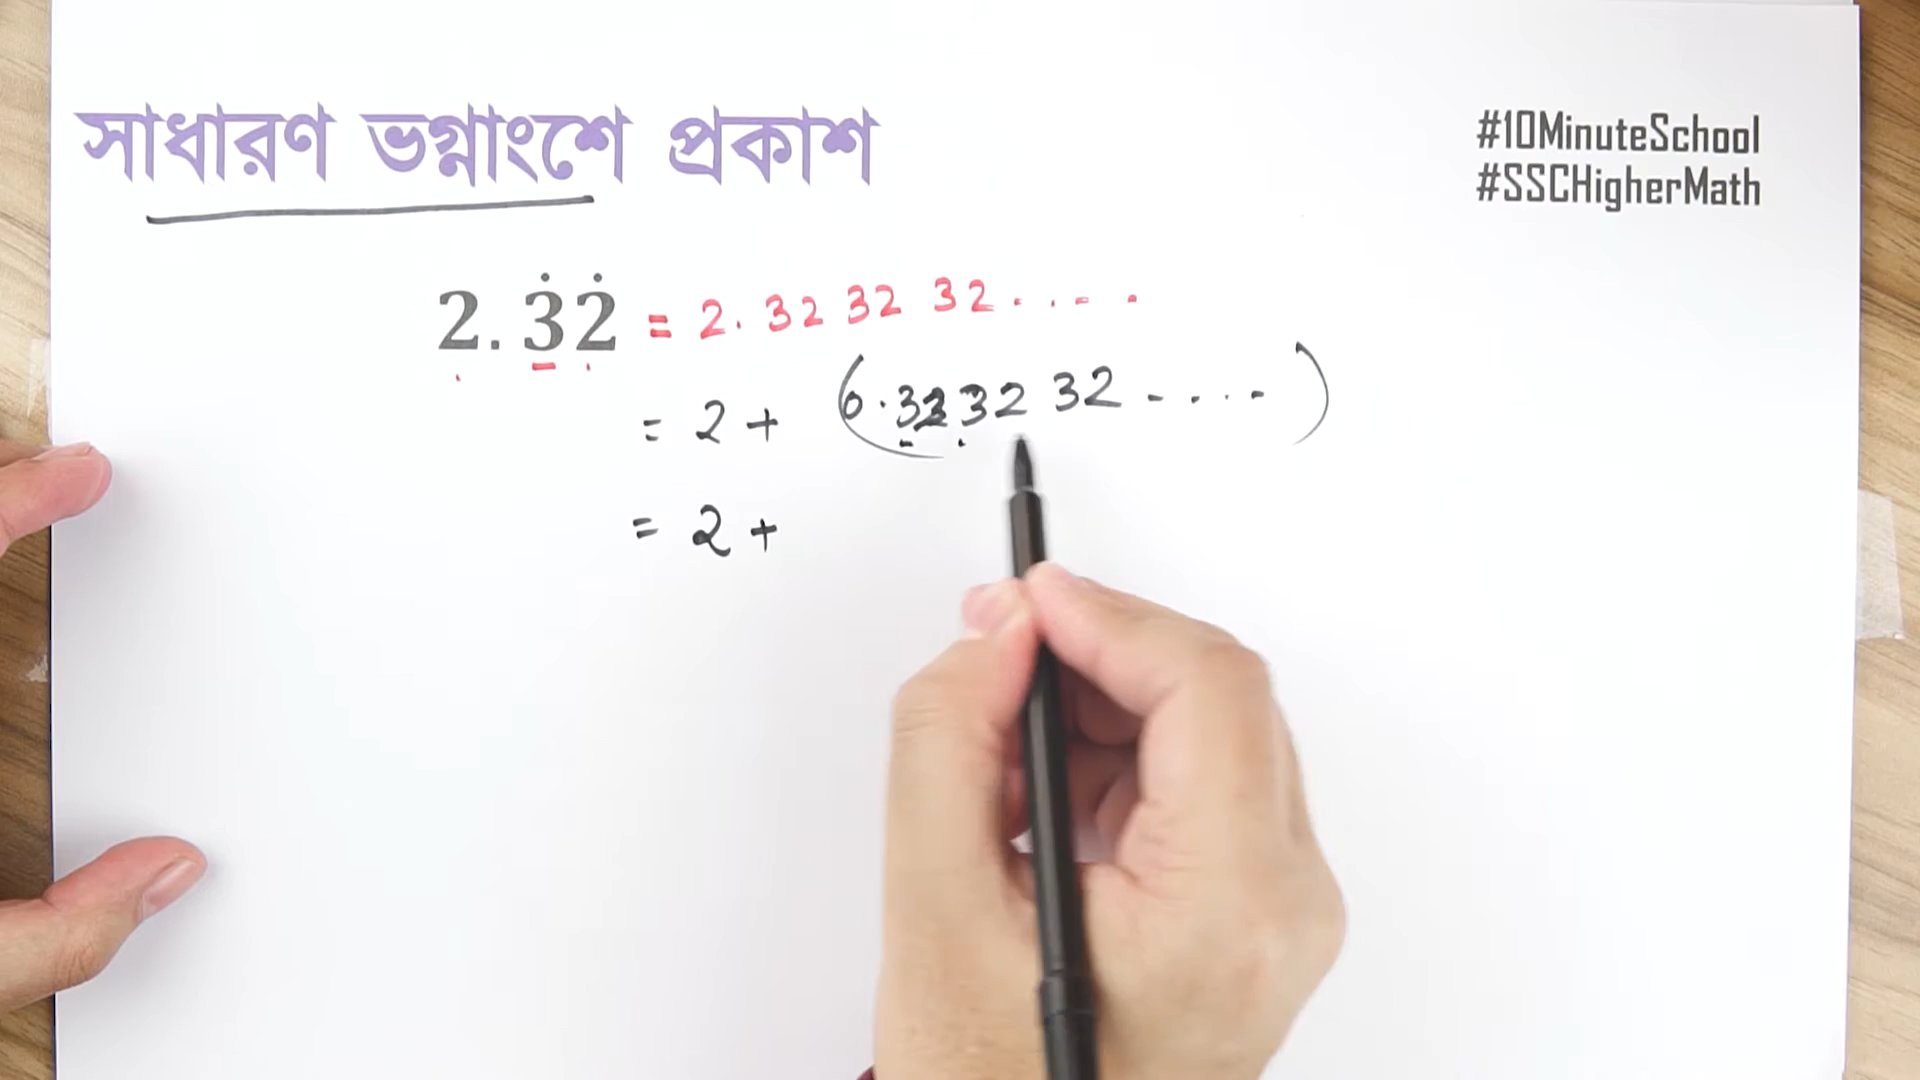 সাধারণ ভগ্নাংশে প্রকাশ
#10MinuteSchool
#SSCHigherMath
2.3̇2̇ = 2.32 32 32.....
= 2 + (0.32 32 32 .....)
= 2 +